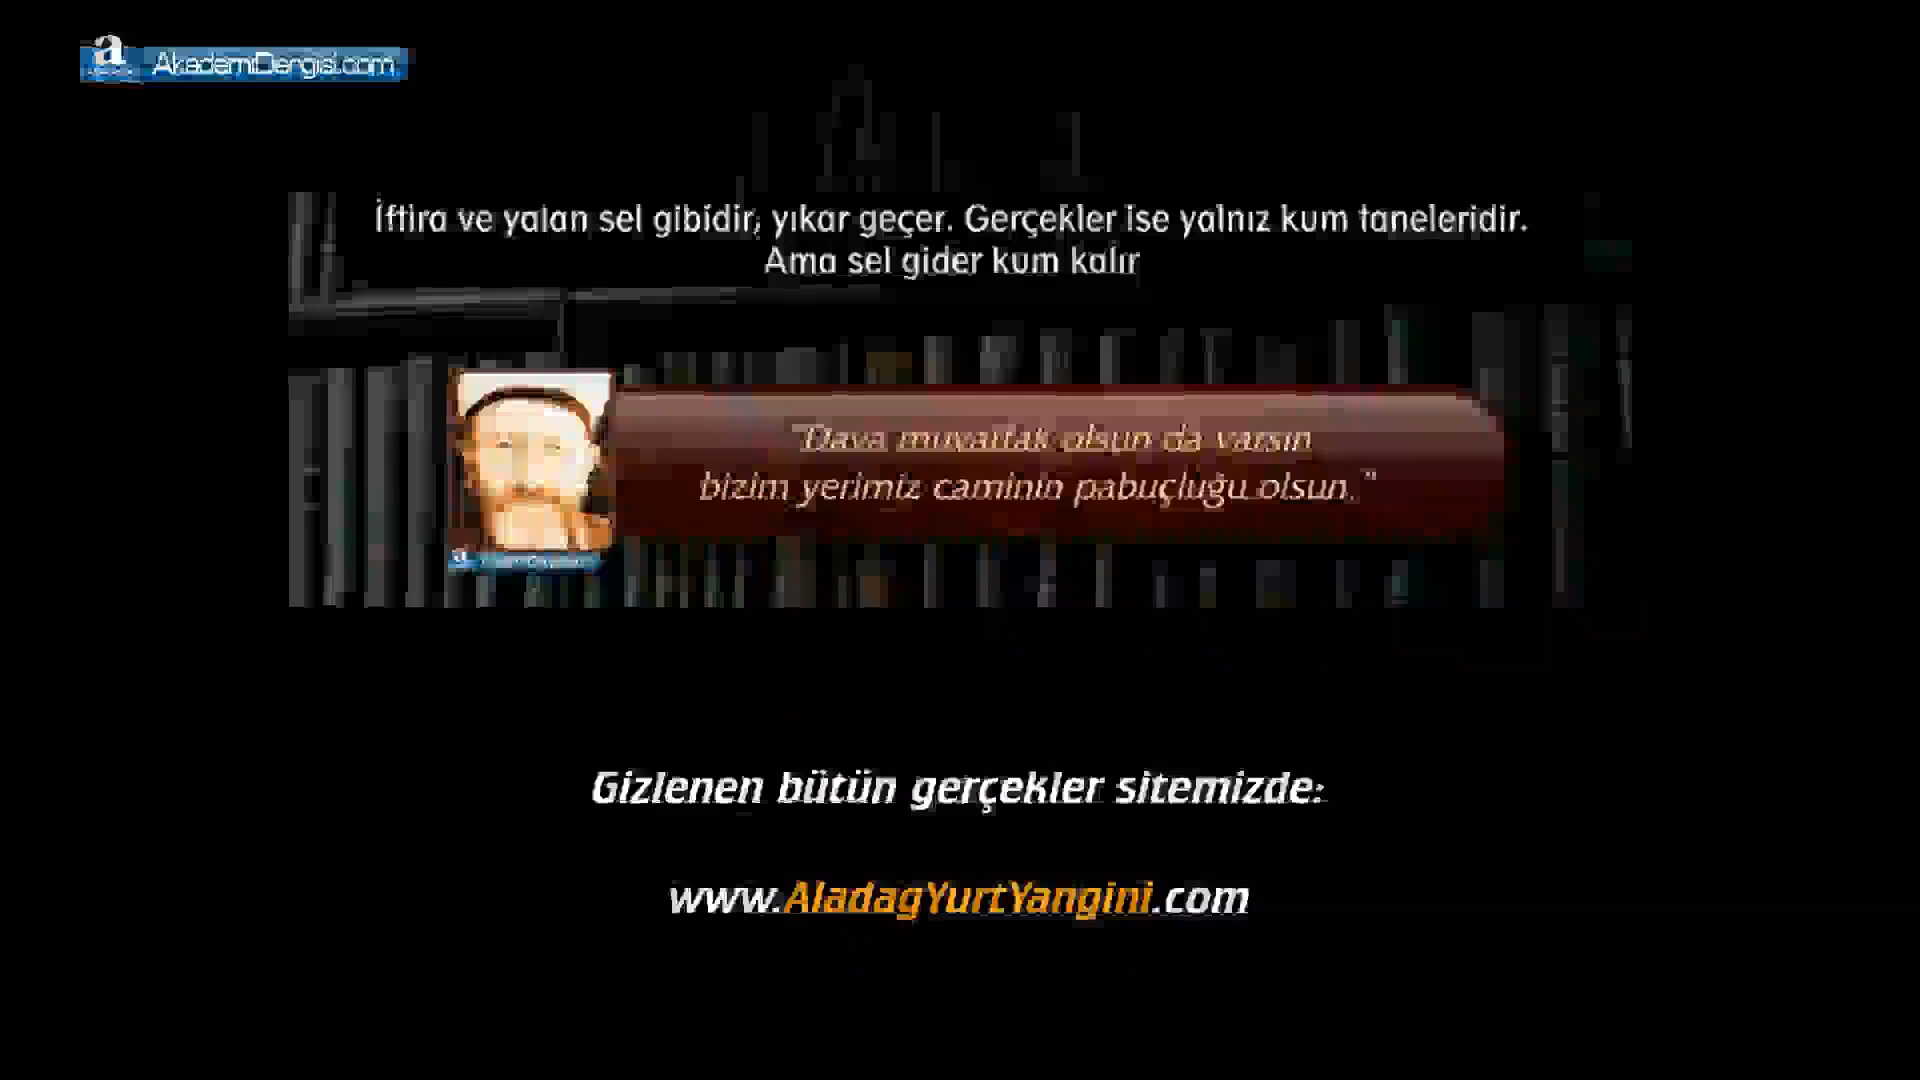 a AkademiDergisi.com
İftira ve yalan sel gibidir, yıkar geçer. Gerçekler ise yalnız kum taneleridir.
Ama sel gider kum kalır
"Dava muvaffak olsun da varsın
bizim yerimiz caminin pabuçluğu olsun."
Gizlenen bütün gerçekler sitemizde:
www.AladagYurtYangini.com